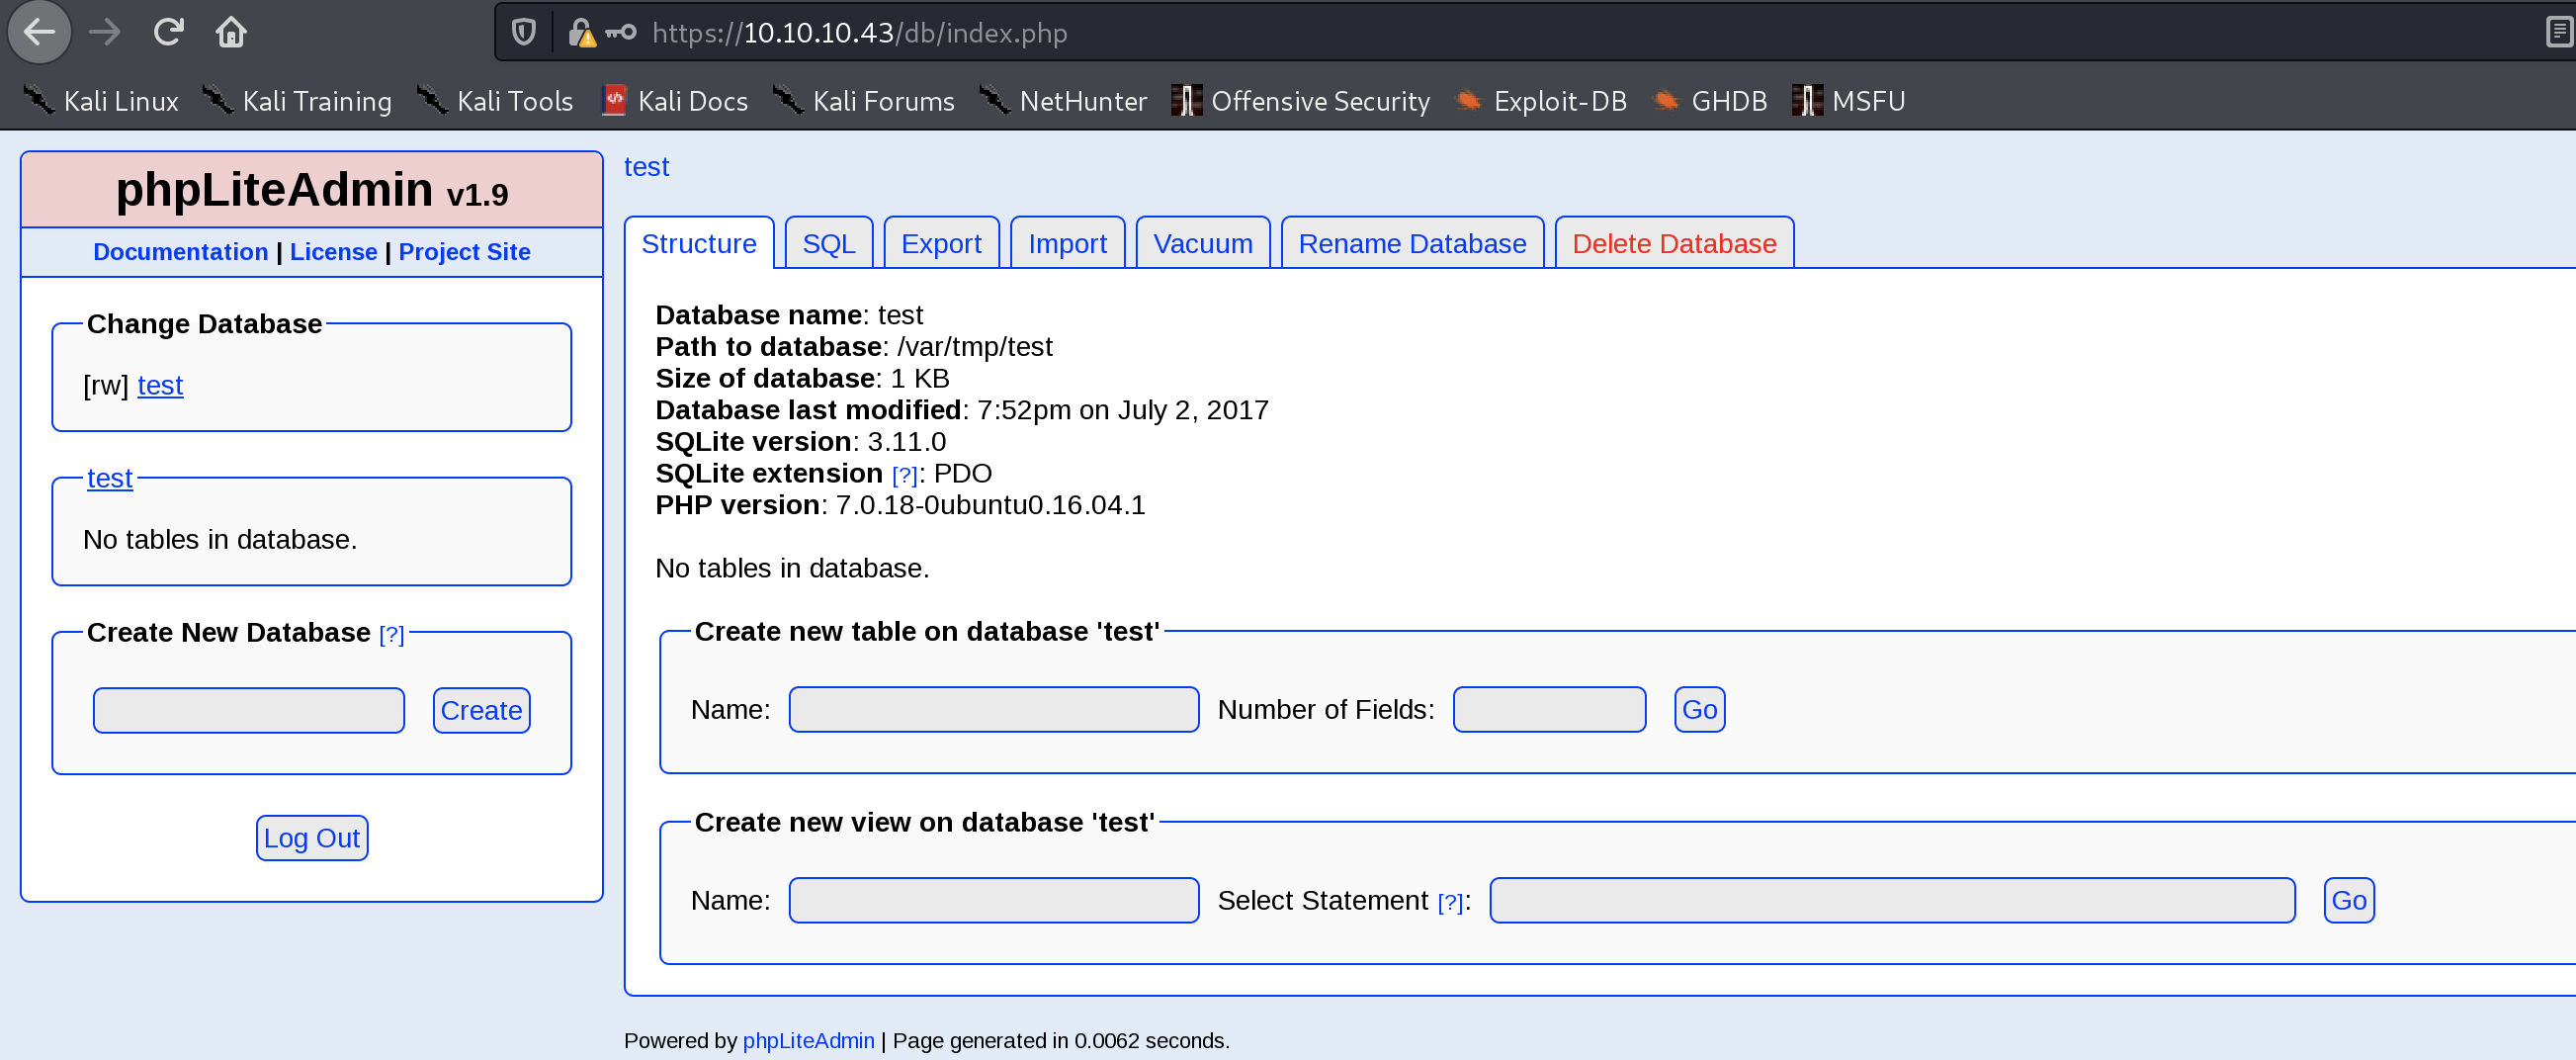 https://10.10.10.43/db/index.php
Kali Linux Kali Training Kali Tools Kali Docs Kali Forums NetHunter Offensive Security Exploit-DB GHDB MSFU
phpLiteAdmin v1.9
Documentation | License | Project Site
Change Database
[rw] test
test
No tables in database.
Create New Database [?]
Create
Log Out
test
Structure SQL Export Import Vacuum Rename Database Delete Database
Database name: test
Path to database: /var/tmp/test
Size of database: 1 KB
Database last modified: 7:52pm on July 2, 2017
SQLite version: 3.11.0
SQLite extension [?]: PDO
PHP version: 7.0.18-0ubuntu0.16.04.1
No tables in database.
Create new table on database 'test'
Name: Number of Fields: Go
Create new view on database 'test'
Name: Select Statement [?]: Go
Powered by phpLiteAdmin | Page generated in 0.0062 seconds.